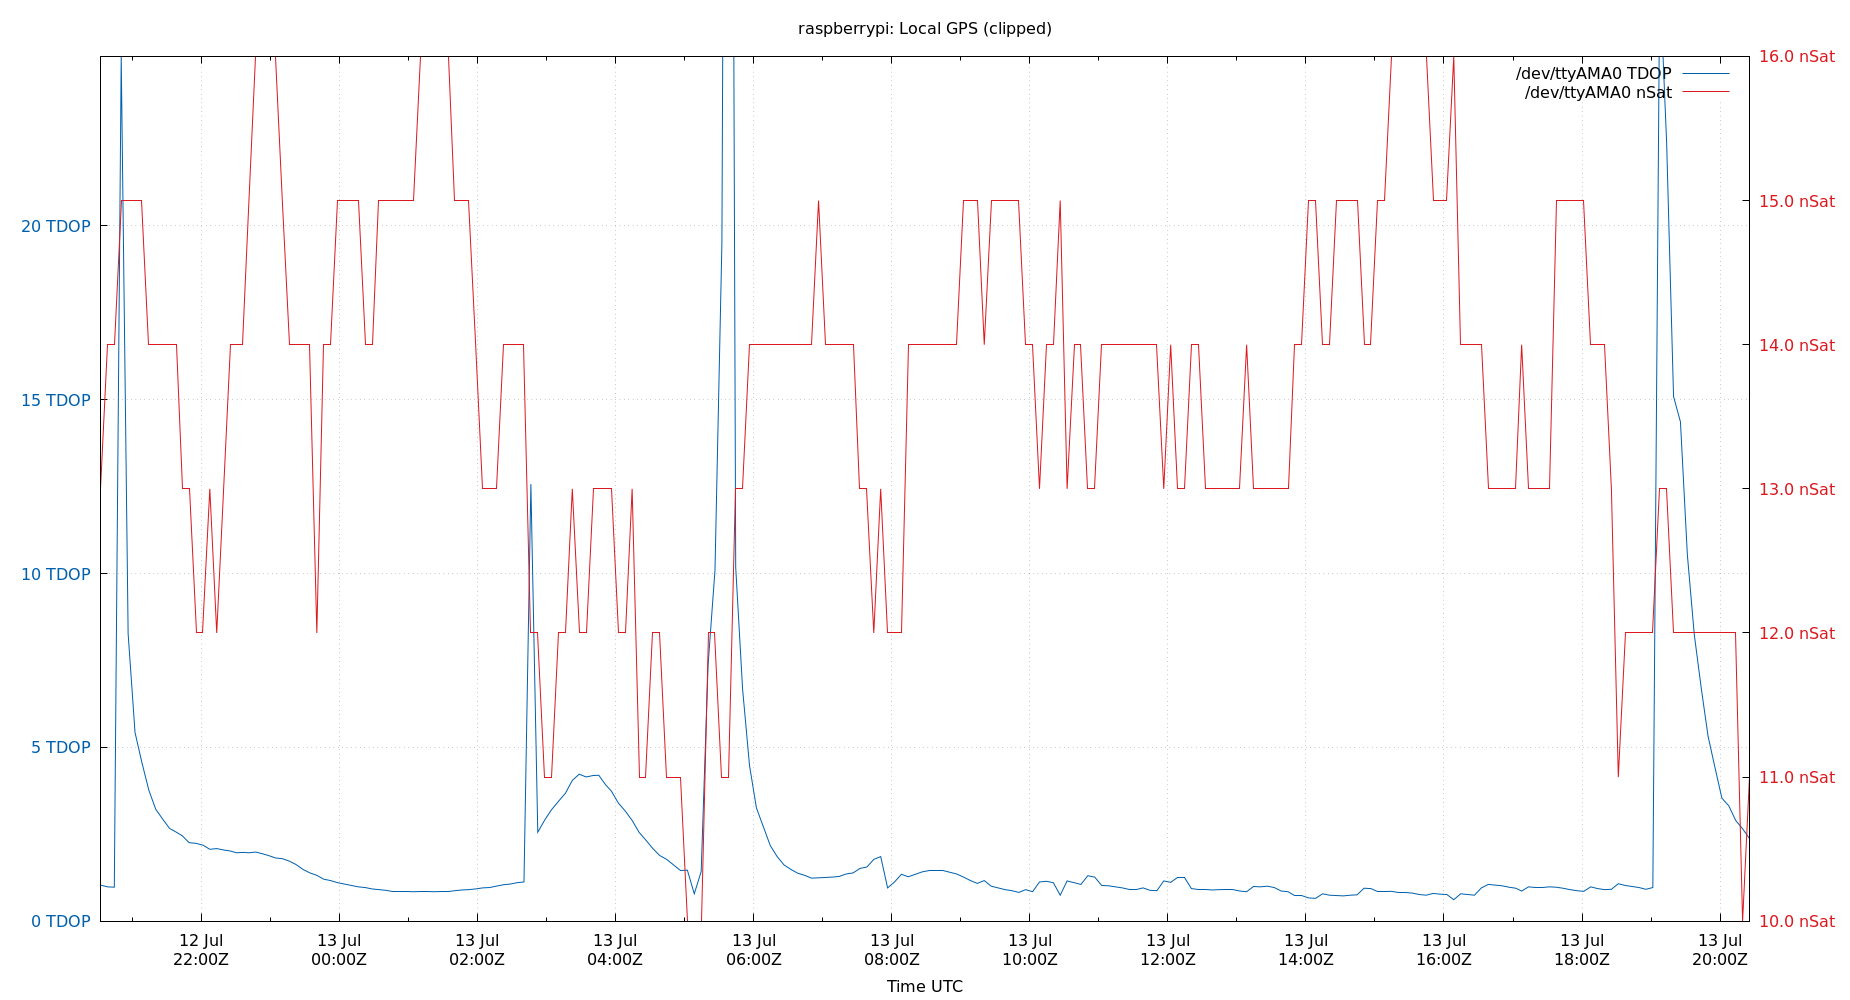 raspberrypi: Local GPS (clipped)
16.0 nSat
/dev/ttyAMA0 TDOP
/dev/ttyAMA0 nSat
15.0 nSat
20 TDOP
14.0 nSat
15 TDOP
13.0 nSat
10 TDOP
12.0 nSat
5 TDOP
11.0 nSat
0 TDOP
10.0 nSat
12 Jul 13 Jul 13 Jul 13 Jul 13 Jul 13 Jul 13 Jul 13 Jul 13 Jul 13 Jul 13 Jul 13 Jul
22:00Z 00:00Z 02:00Z 04:00Z 06:00Z 08:00Z 10:00Z 12:00Z 14:00Z 16:00Z 18:00Z 20:00Z
Time UTC